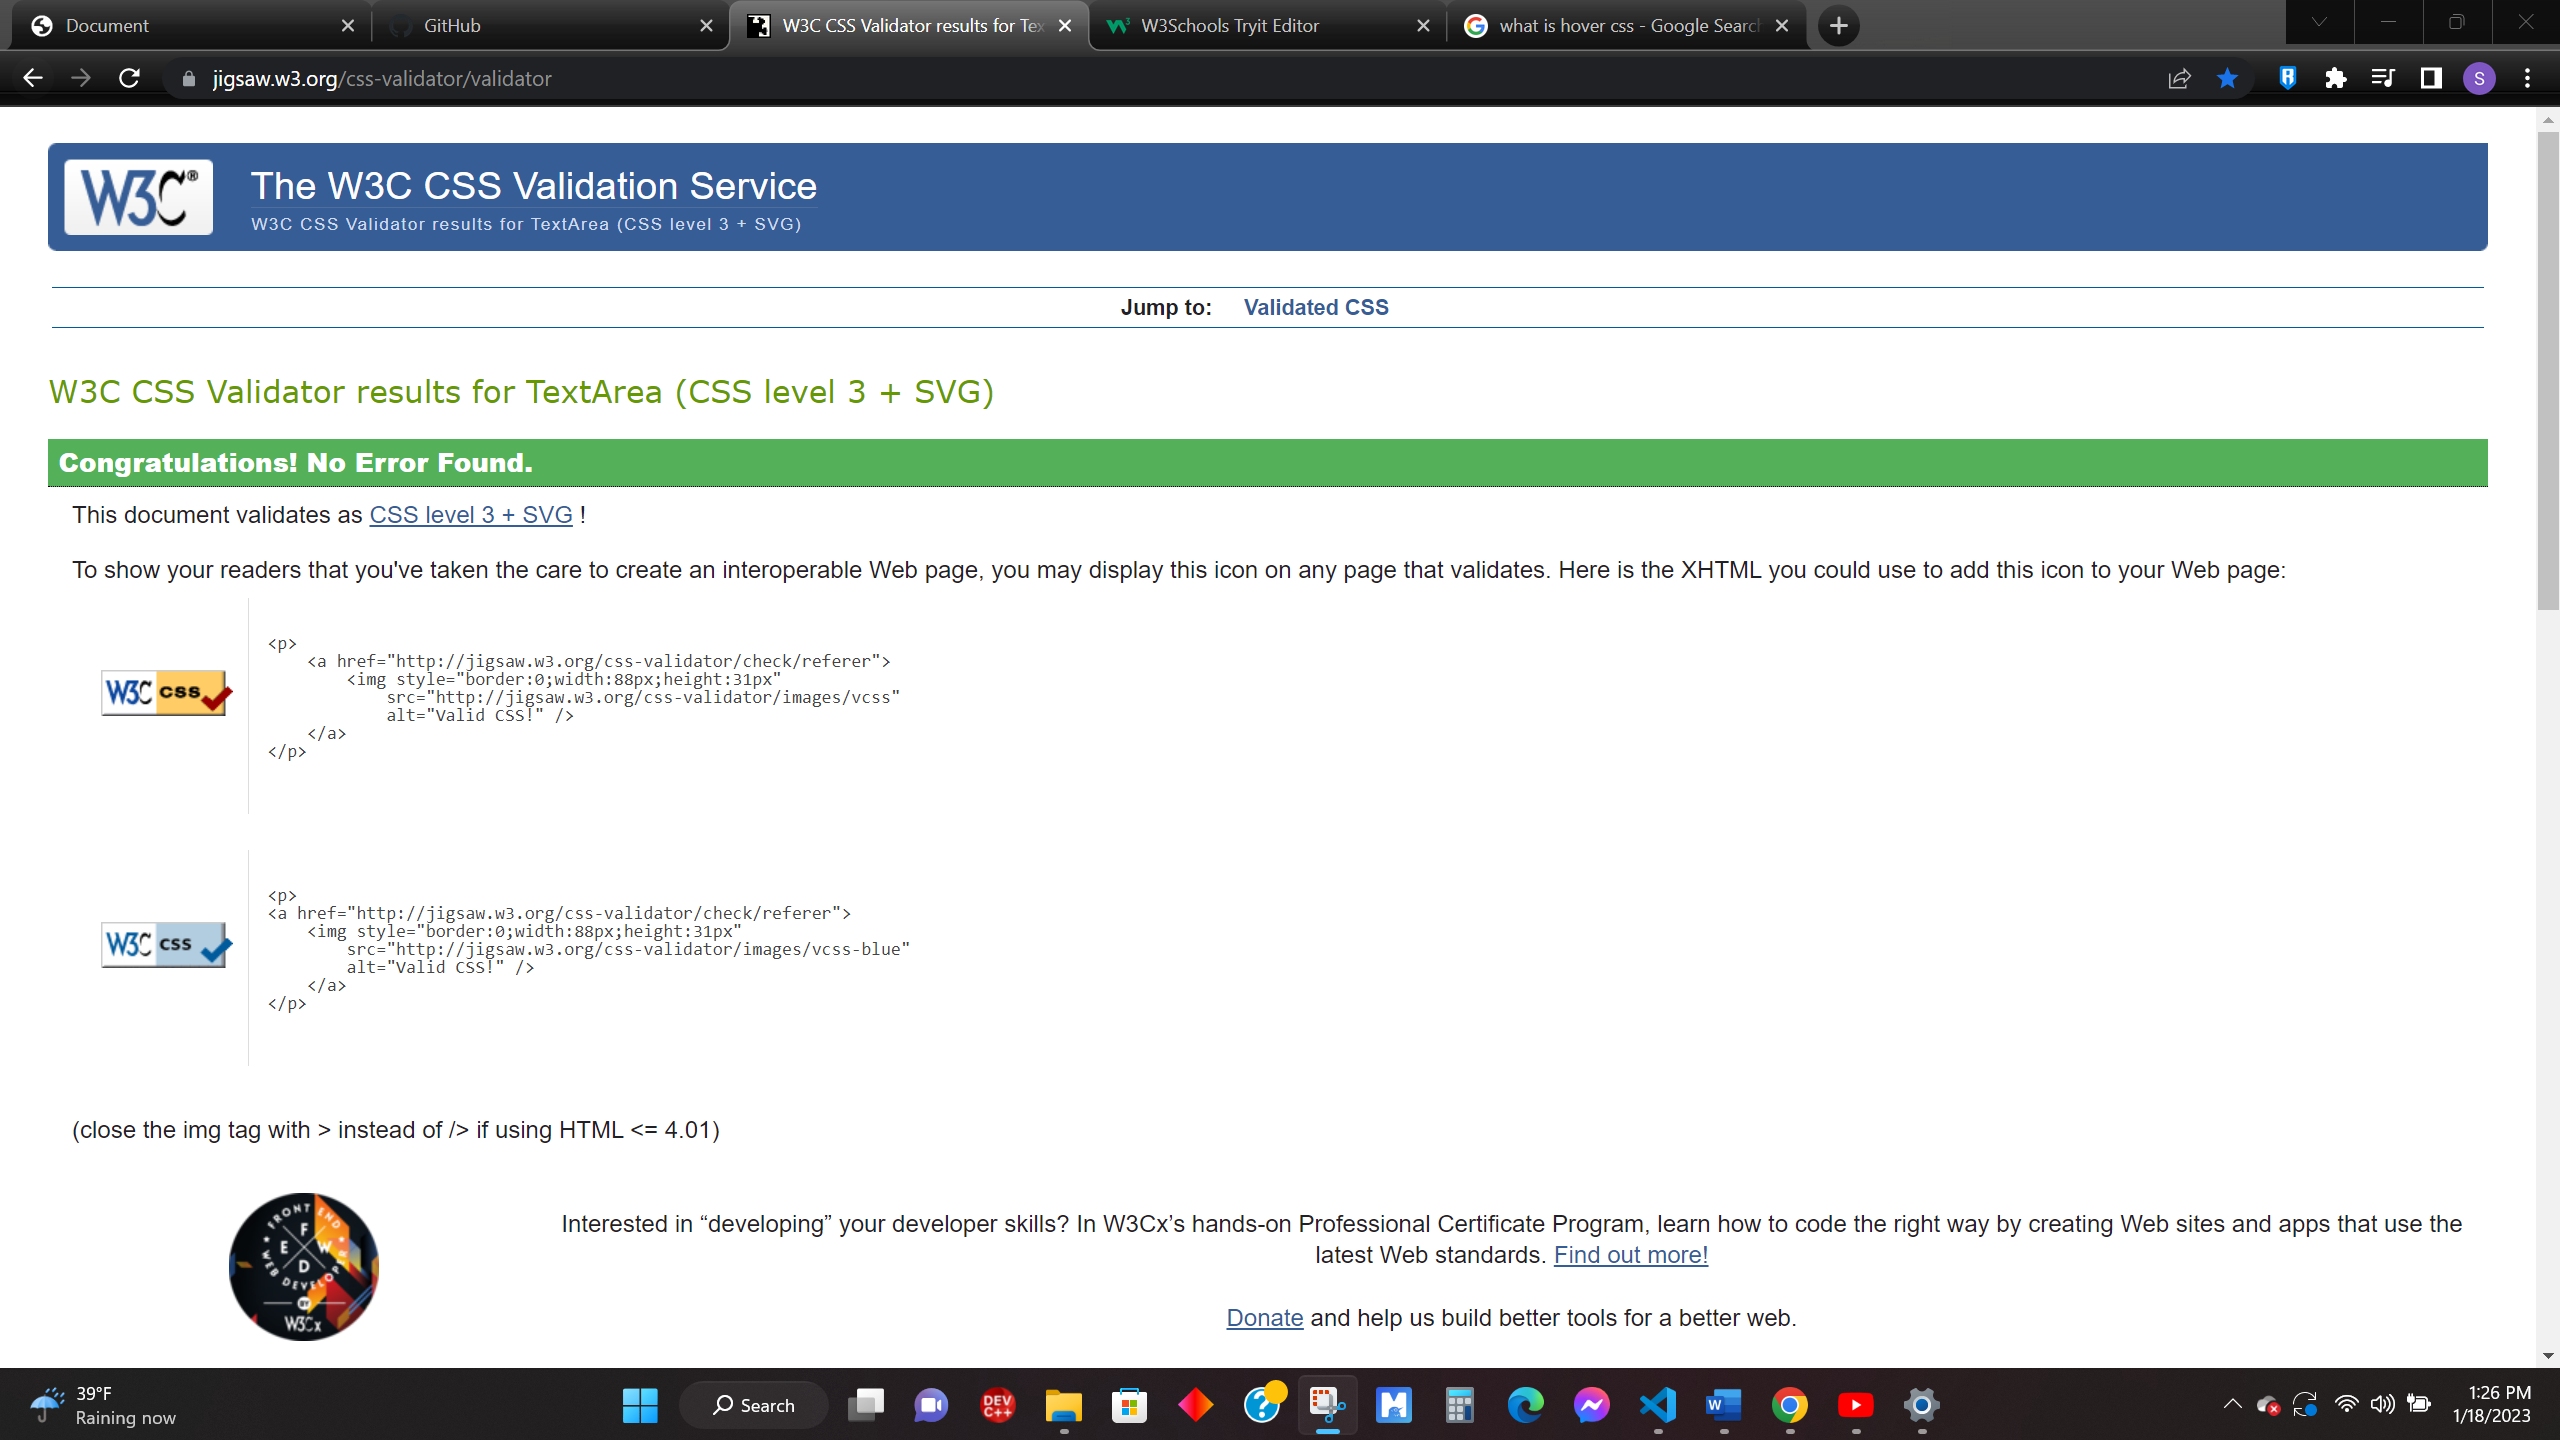 Document
GitHub
W3C CSS Validator results for Tex
W3Schools Tryit Editor
what is hover css - Google Searc
jigsaw.w3.org/css-validator/validator
S
W3C®
The W3C CSS Validation Service
W3C CSS Validator results for TextArea (CSS level 3 + SVG)
Jump to: Validated CSS
W3C CSS Validator results for TextArea (CSS level 3 + SVG)
Congratulations! No Error Found.
This document validates as CSS level 3 + SVG !
To show your readers that you've taken the care to create an interoperable Web page, you may display this icon on any page that validates. Here is the XHTML you could use to add this icon to your Web page:
W3C css
<p>
<a href="http://jigsaw.w3.org/css-validator/check/referer">
<img style="border:0;width:88px;height:31px"
src="http://jigsaw.w3.org/css-validator/images/vcss"
alt="Valid CSS!" />
</a>
</p>
W3C css
<p>
<a href="http://jigsaw.w3.org/css-validator/check/referer">
<img style="border:0;width:88px;height:31px"
src="http://jigsaw.w3.org/css-validator/images/vcss-blue"
alt="Valid CSS!" />
</a>
</p>
(close the img tag with > instead of /> if using HTML <= 4.01)
FRONT END
F E W D
WEB DEVELOPER
BY
W3Cx
Interested in “developing” your developer skills? In W3Cx’s hands-on Professional Certificate Program, learn how to code the right way by creating Web sites and apps that use the
latest Web standards. Find out more!
Donate and help us build better tools for a better web.
39°F
Raining now
Search
DEV
C++
1:26 PM
1/18/2023